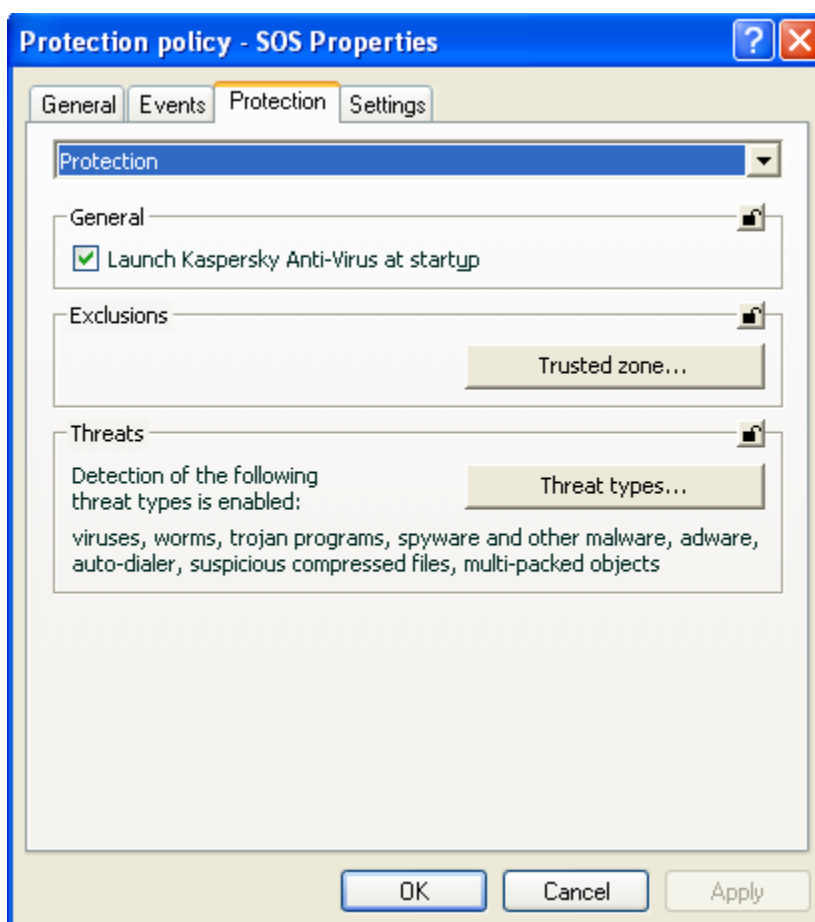 Protection policy - SOS Properties
General Events Protection Settings
Protection
General
Launch Kaspersky Anti-Virus at startup
Exclusions
Trusted zone...
Threats
Detection of the following
threat types is enabled:
Threat types...
viruses, worms, trojan programs, spyware and other malware, adware,
auto-dialer, suspicious compressed files, multi-packed objects
OK Cancel Apply